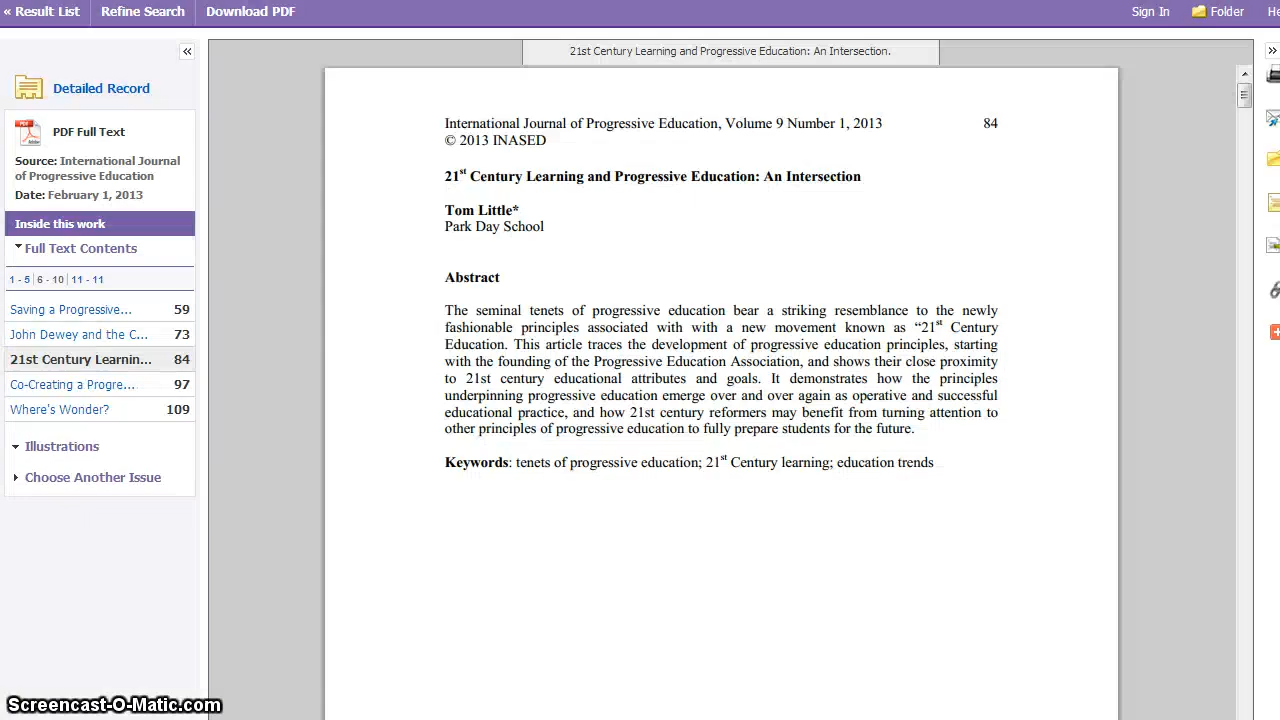 « Result List Refine Search Download PDF Sign In Folder He
«
21st Century Learning and Progressive Education: An Intersection.
»
Detailed Record
PDF Full Text
Source: International Journal
of Progressive Education
Date: February 1, 2013
Inside this work
Full Text Contents
1 - 5 | 6 - 10 | 11 - 11
Saving a Progressive... 59
John Dewey and the C... 73
21st Century Learnin... 84
Co-Creating a Progre... 97
Where's Wonder? 109
Illustrations
Choose Another Issue
International Journal of Progressive Education, Volume 9 Number 1, 2013 84
© 2013 INASED
21st Century Learning and Progressive Education: An Intersection
Tom Little*
Park Day School
Abstract
The seminal tenets of progressive education bear a striking resemblance to the newly
fashionable principles associated with with a new movement known as “21st Century
Education. This article traces the development of progressive education principles, starting
with the founding of the Progressive Education Association, and shows their close proximity
to 21st century educational attributes and goals. It demonstrates how the principles
underpinning progressive education emerge over and over again as operative and successful
educational practice, and how 21st century reformers may benefit from turning attention to
other principles of progressive education to fully prepare students for the future.
Keywords: tenets of progressive education; 21st Century learning; education trends
Screencast-O-Matic.com